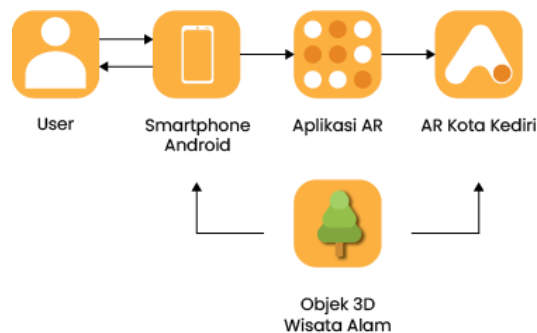 User
Smartphone
Android
Aplikasi AR
AR Kota Kediri
Objek 3D
Wisata Alam